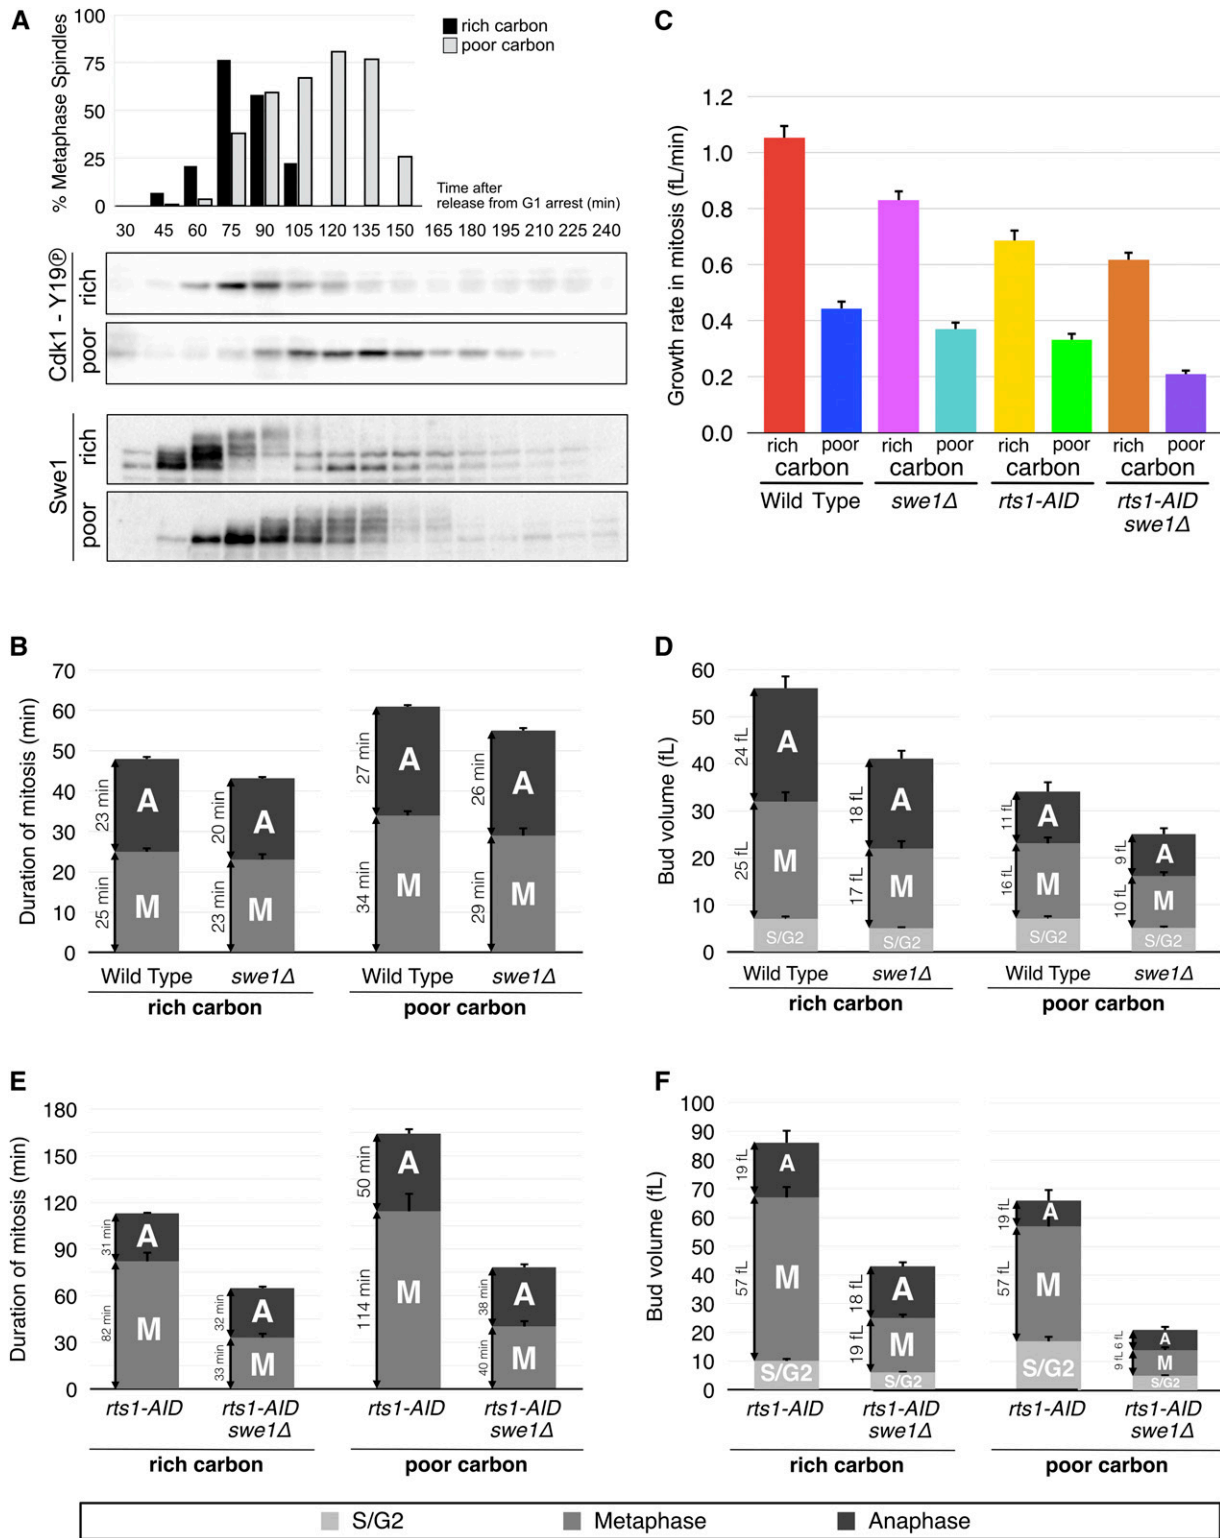 A
% Metaphase Spindles
100
75
50
25
0
rich carbon
poor carbon
Time after
release from G1 arrest (min)
30 45 60 75 90 105 120 135 150 165 180 195 210 225 240
Cdk1 - Y19Ⓟ
rich
poor
Swe1
rich
poor
C
Growth rate in mitosis (fL/min)
1.2
1.0
0.8
0.6
0.4
0.2
0.0
rich poor rich poor rich poor rich poor
carbon carbon carbon carbon
Wild Type swe1Δ rts1-AID rts1-AID
swe1Δ
B
Duration of mitosis (min)
70
60
50
40
30
20
10
0
23 min A
25 min M
20 min A
23 min M
27 min A
34 min M
26 min A
29 min M
Wild Type swe1Δ Wild Type swe1Δ
rich carbon poor carbon
D
Bud volume (fL)
60
50
40
30
20
10
0
24 fL A
25 fL M
S/G2
18 fL A
17 fL M
S/G2
11 fL A
16 fL M
S/G2
9 fL A
10 fL M
S/G2
Wild Type swe1Δ Wild Type swe1Δ
rich carbon poor carbon
E
Duration of mitosis (min)
180
150
120
90
60
30
0
31 min A
82 min M
32 min A
33 min M
50 min A
114 min M
38 min A
40 min M
rts1-AID rts1-AID rts1-AID rts1-AID
swe1Δ swe1Δ
rich carbon poor carbon
F
Bud volume (fL)
100
90
80
70
60
50
40
30
20
10
0
19 fL A
57 fL M
S/G2
18 fL A
19 fL M
S/G2
19 fL A
57 fL M
S/G2
6 fL A
9 fL M
S/G2
rts1-AID rts1-AID rts1-AID rts1-AID
swe1Δ swe1Δ
rich carbon poor carbon
S/G2 Metaphase Anaphase